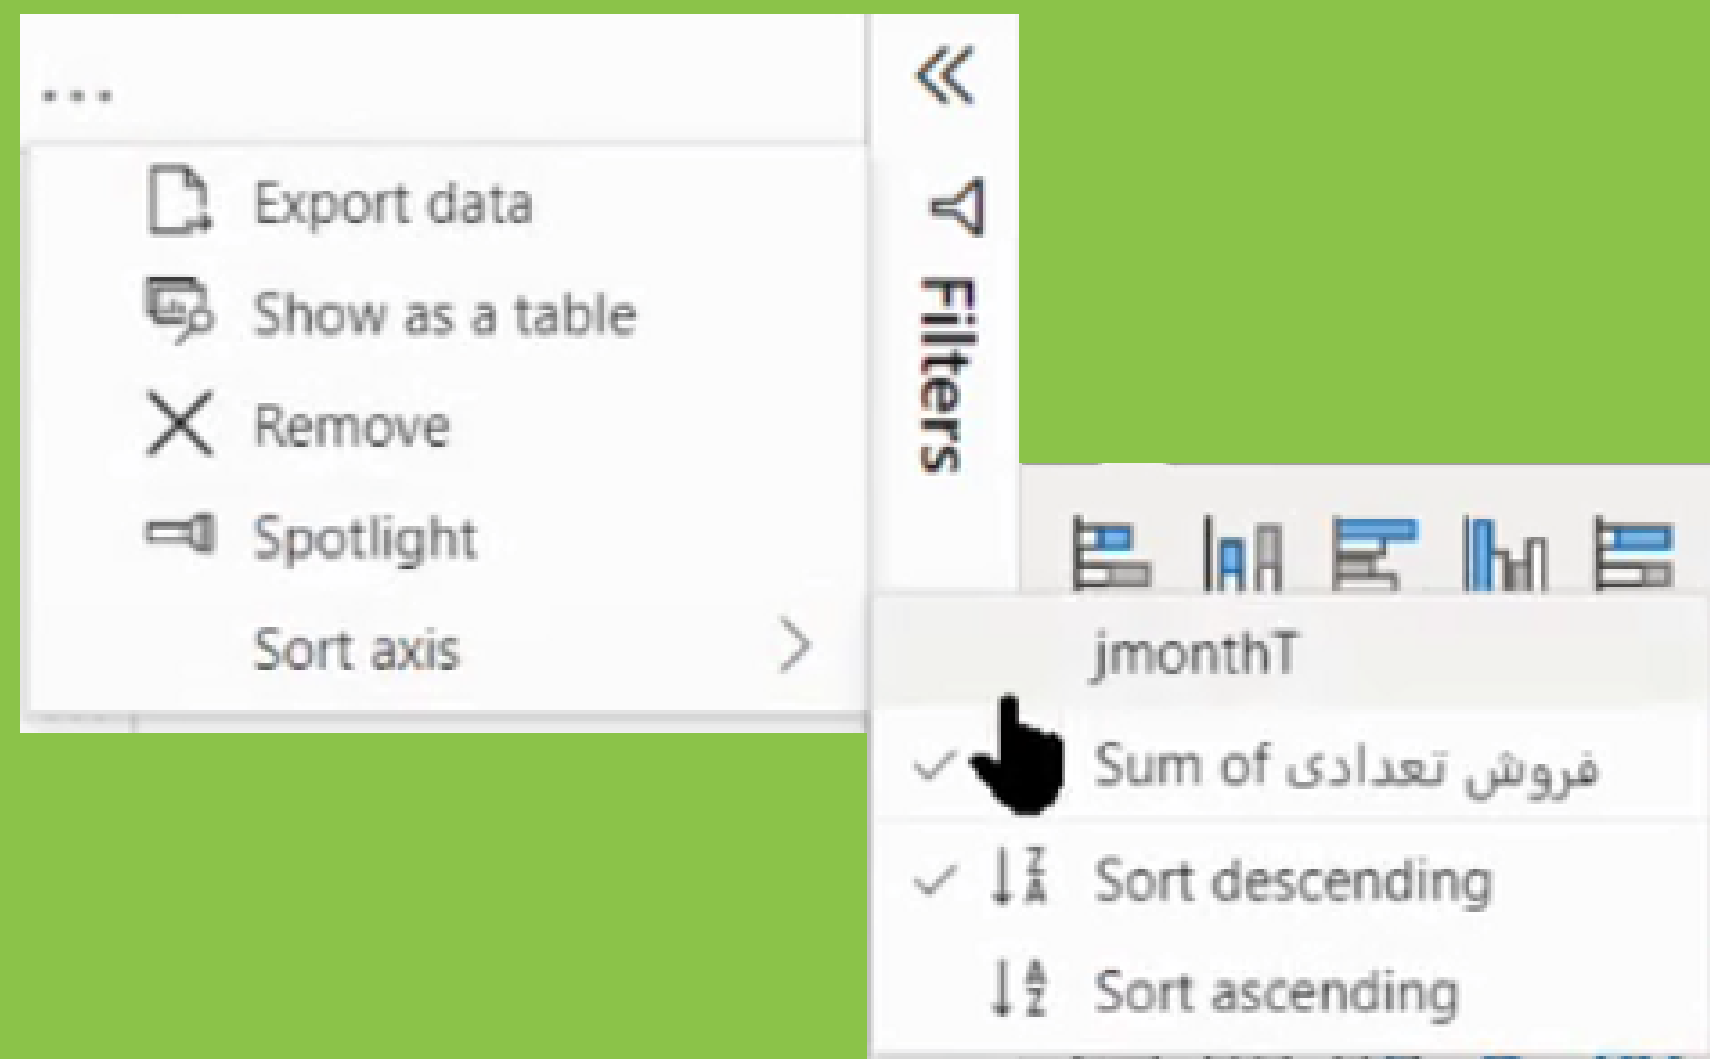 ...
Export data
Show as a table
Remove
Spotlight
Sort axis
Filters
jmonthT
Sum of فروش تعدادی
Sort descending
Sort ascending